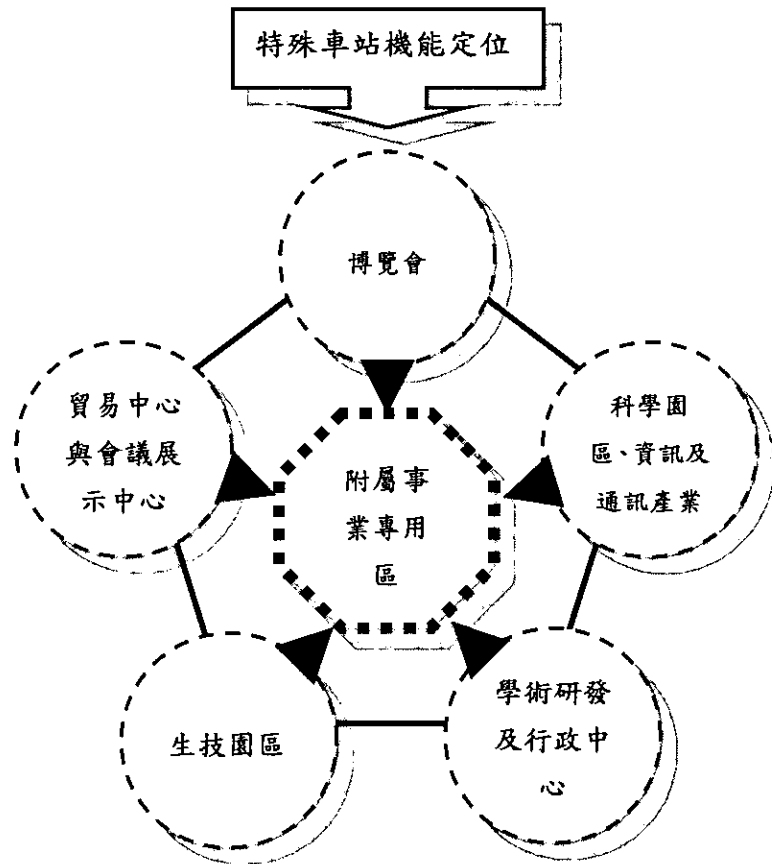 特殊車站機能定位
博覽會
貿易中心
與會議展
示中心
科學園
區、資訊及
通訊產業
附屬事
業專用
區
生技園區
學術研發
及行政中
心